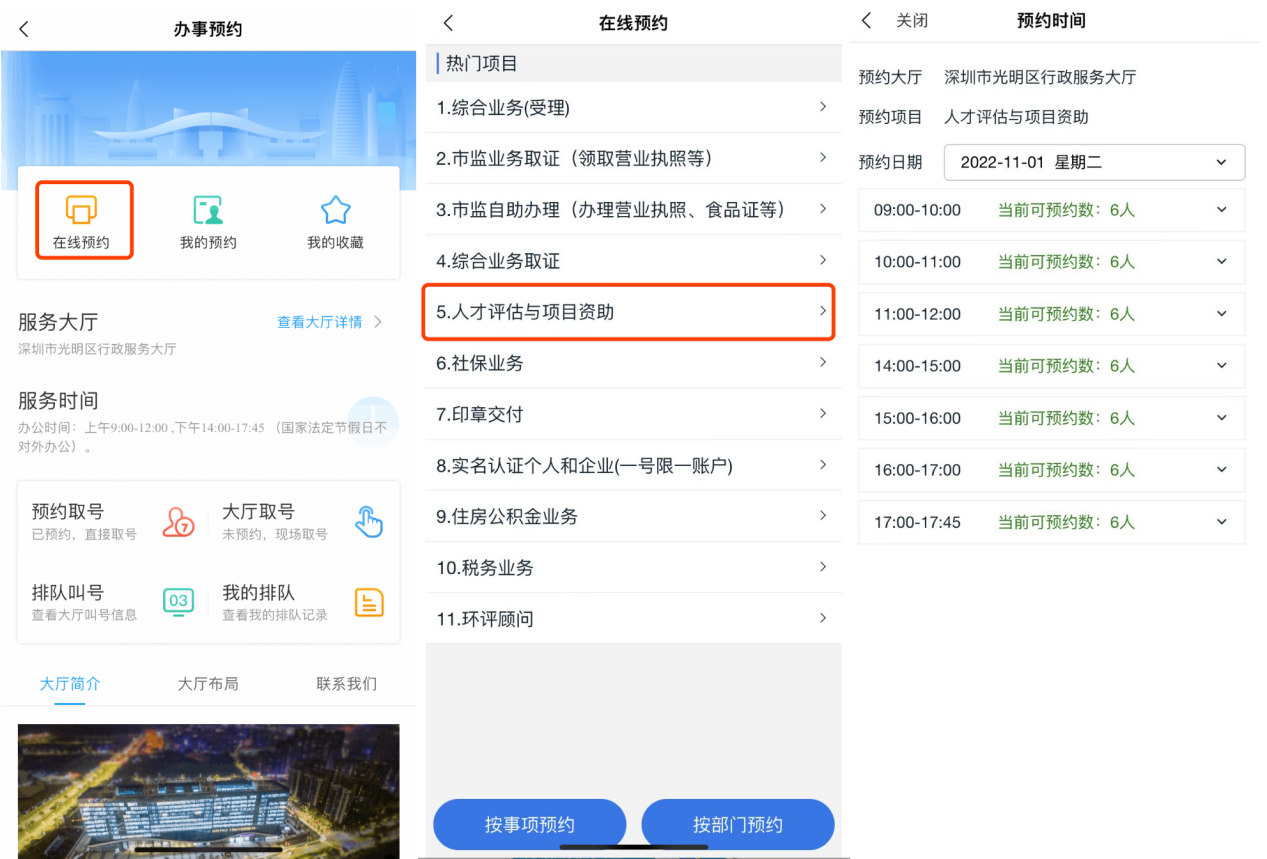 办事预约
在线预约
我的预约
我的收藏
服务大厅
查看大厅详情
深圳市光明区行政服务大厅
服务时间
办公时间：上午9:00-12:00 ,下午14:00-17:45 （国家法定节假日不
对外办公）。
预约取号
已预约，直接取号
7
大厅取号
未预约，现场取号
排队叫号
查看大厅叫号信息
03
我的排队
查看我的排队记录
大厅简介
大厅布局
联系我们
在线预约
热门项目
1.综合业务(受理)
2.市监业务取证（领取营业执照等）
3.市监自助办理（办理营业执照、食品证等）
4.综合业务取证
5.人才评估与项目资助
6.社保业务
7.印章交付
8.实名认证个人和企业(一号限一账户)
9.住房公积金业务
10.税务业务
11.环评顾问
按事项预约
按部门预约
关闭
预约时间
预约大厅 深圳市光明区行政服务大厅
预约项目 人才评估与项目资助
预约日期 2022-11-01 星期二
09:00-10:00 当前可预约数：6人
10:00-11:00 当前可预约数：6人
11:00-12:00 当前可预约数：6人
14:00-15:00 当前可预约数：6人
15:00-16:00 当前可预约数：6人
16:00-17:00 当前可预约数：6人
17:00-17:45 当前可预约数：6人